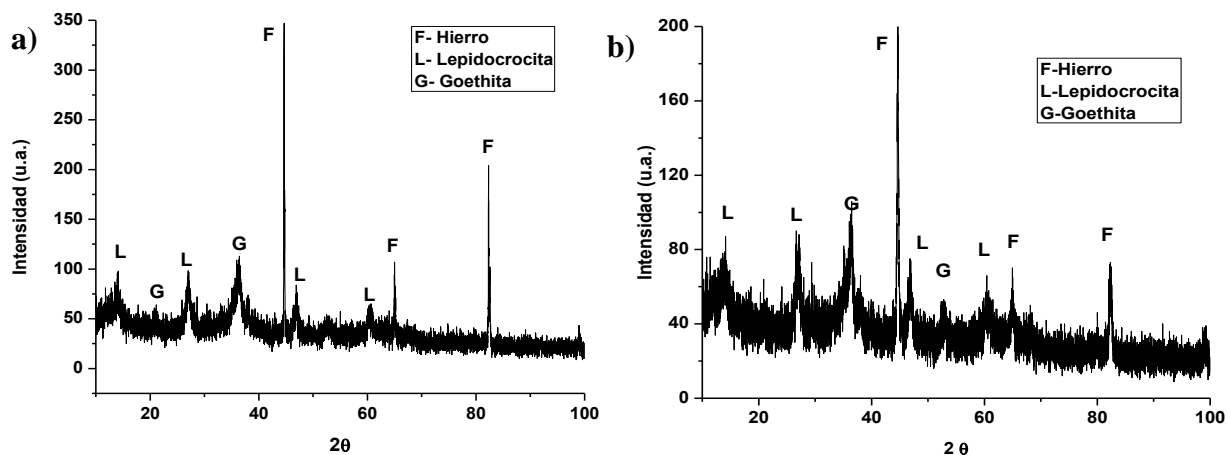 a)
F- Hierro
L- Lepidocrocita
G- Goethita
Intensidad (u.a.)
350
300
250
200
150
100
50
0
F
L
G
L
G
L
L
F
F
20
40
60
80
100
2θ
b)
F-Hierro
L-Lepidocrocita
G-Goethita
Intensidad (u.a.)
200
160
120
80
40
0
F
L
L
G
L
G
L
F
F
20
40
60
80
100
2 θ